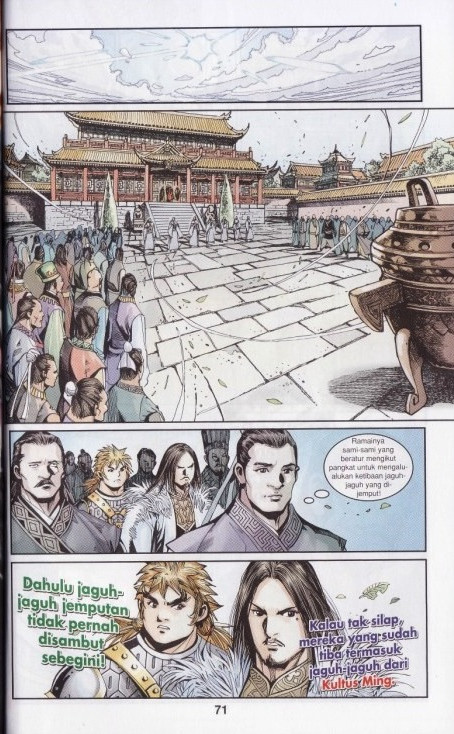 Ramainya
sami-sami yang
beratur mengikut
pangkat untuk mengalu-
alukan ketibaan jaguh-
jaguh yang di-
jemput!
Dahulu jaguh-
jaguh jemputan
tidak pernah
disambut
sebegini!
Kalau tak silap,
mereka yang sudah
tiba termasuk
jaguh-jaguh dari
Kultus Ming.
71